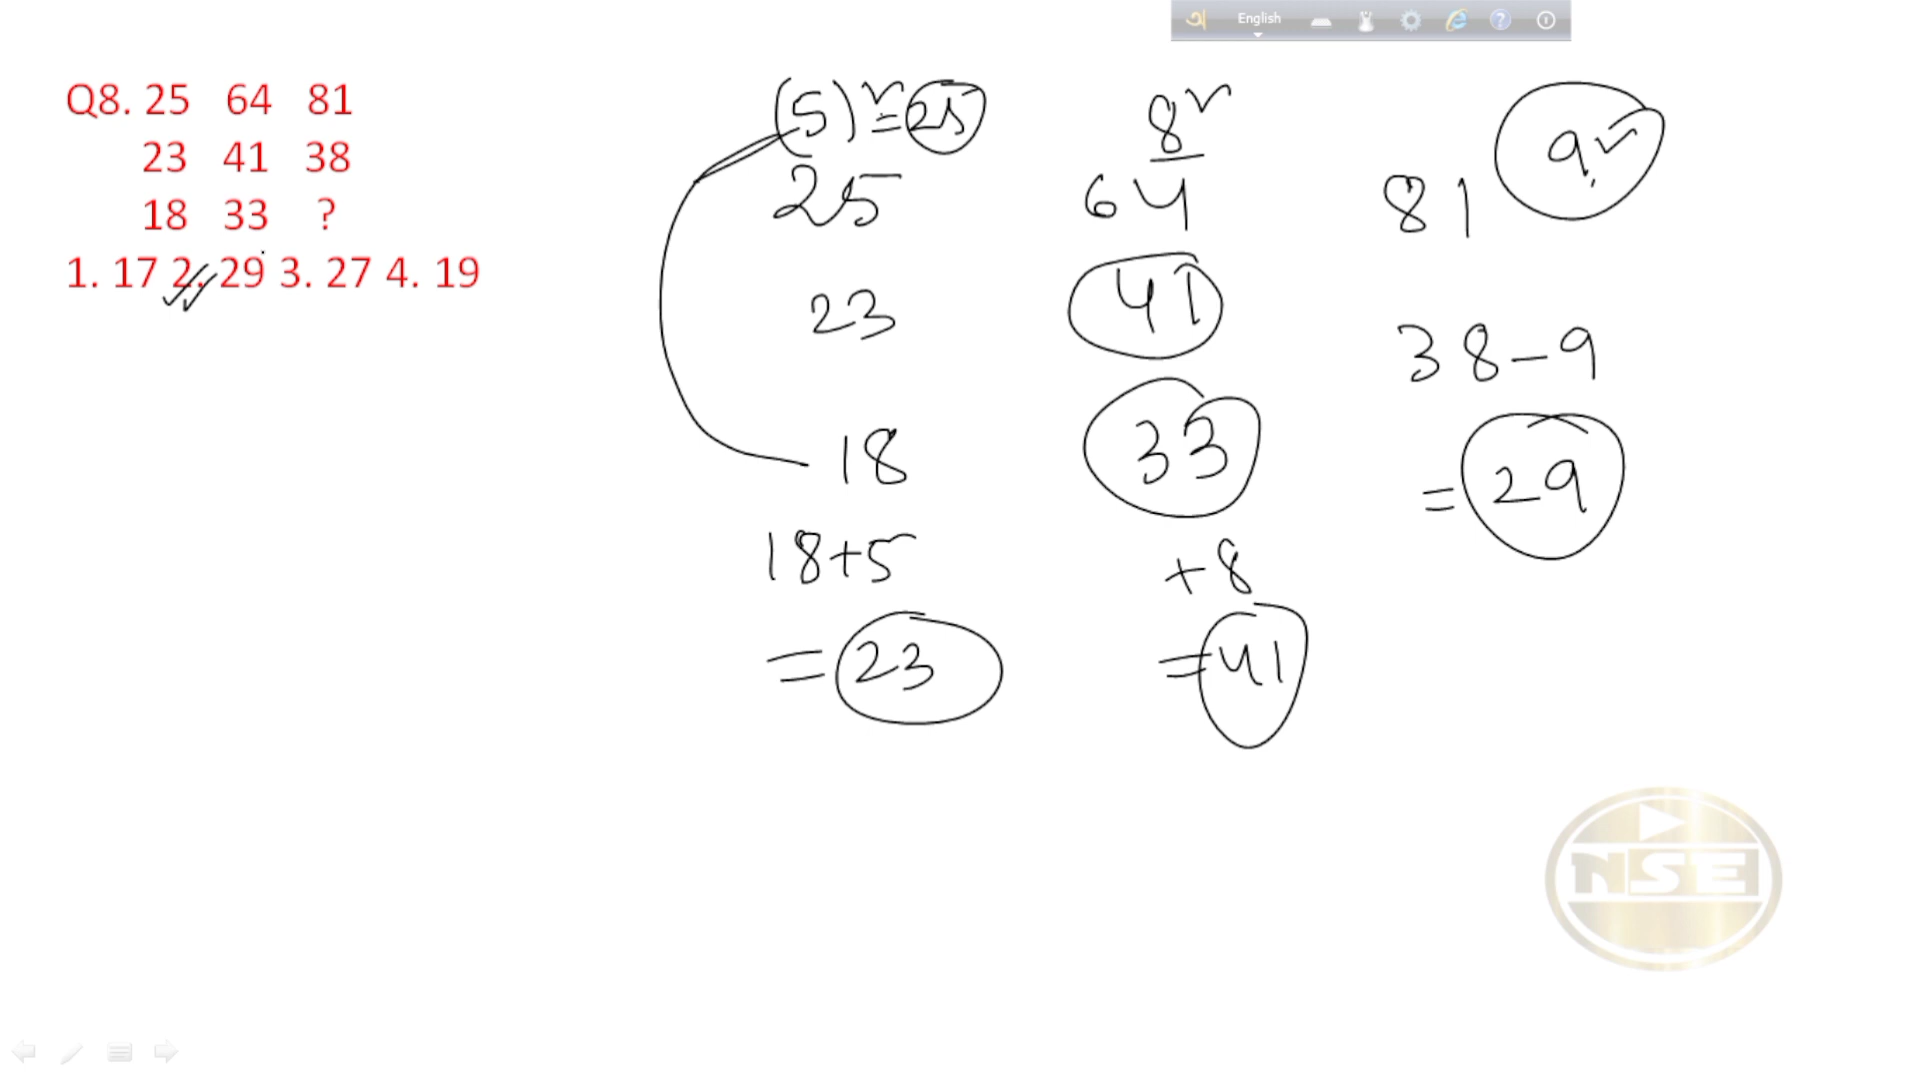 অ English
Q8. 25 64 81
23 41 38
18 33 ?
1. 17 2. 29 3. 27 4. 19
(5)² = 25
25
23
18
18+5
= 23
8²
64
41
33
+8
= 41
9²
81
38-9
= 29
NSE